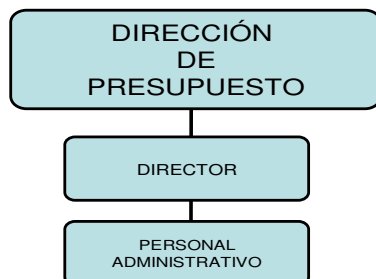 DIRECCIÓN
DE
PRESUPUESTO
DIRECTOR
PERSONAL
ADMINISTRATIVO